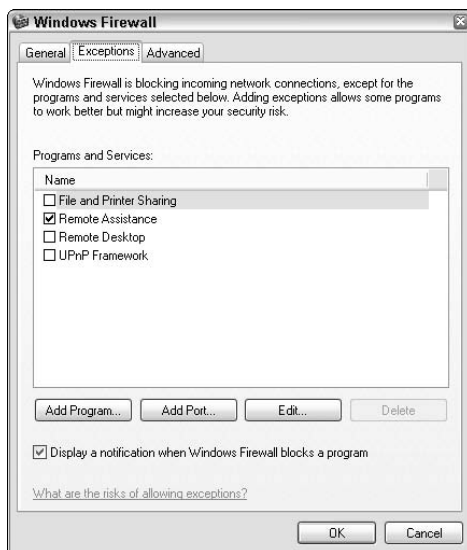 Windows Firewall
General
Exceptions
Advanced
Windows Firewall is blocking incoming network connections, except for the
programs and services selected below. Adding exceptions allows some programs
to work better but might increase your security risk.
Programs and Services:
Name
File and Printer Sharing
Remote Assistance
Remote Desktop
UPnP Framework
Add Program...
Add Port...
Edit...
Delete
Display a notification when Windows Firewall blocks a program
What are the risks of allowing exceptions?
OK
Cancel